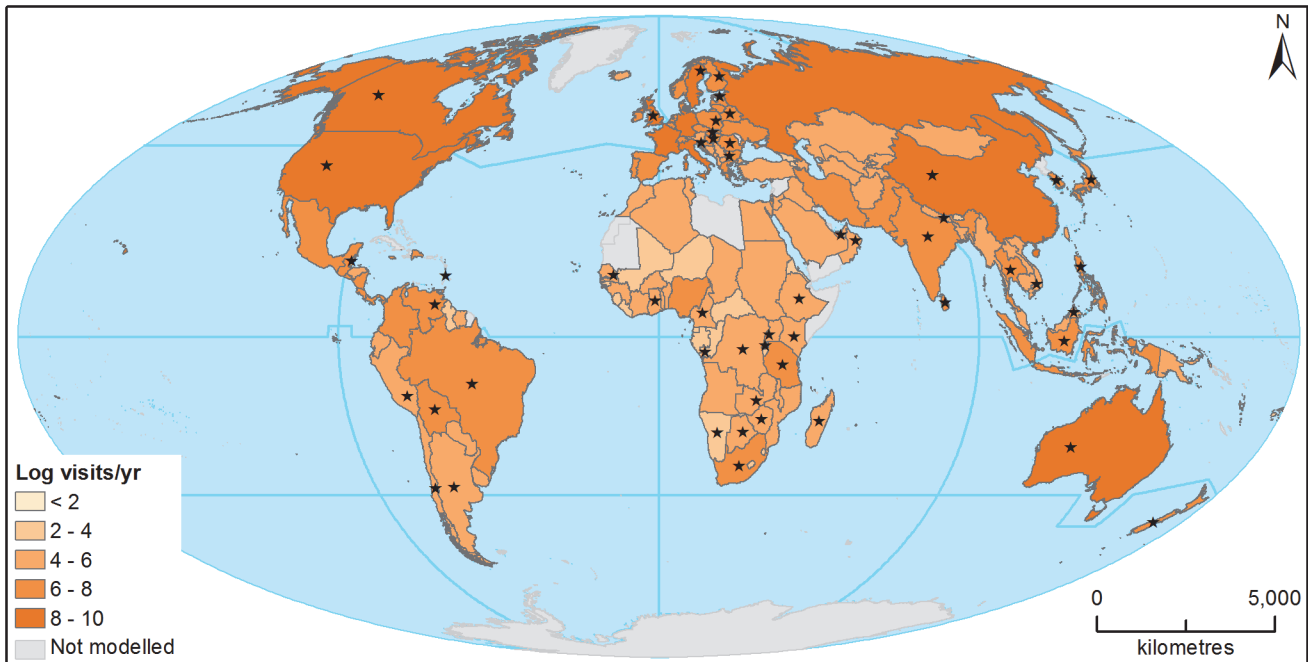 N
Log visits/yr
< 2
2 - 4
4 - 6
6 - 8
8 - 10
Not modelled
0 5,000
kilometres